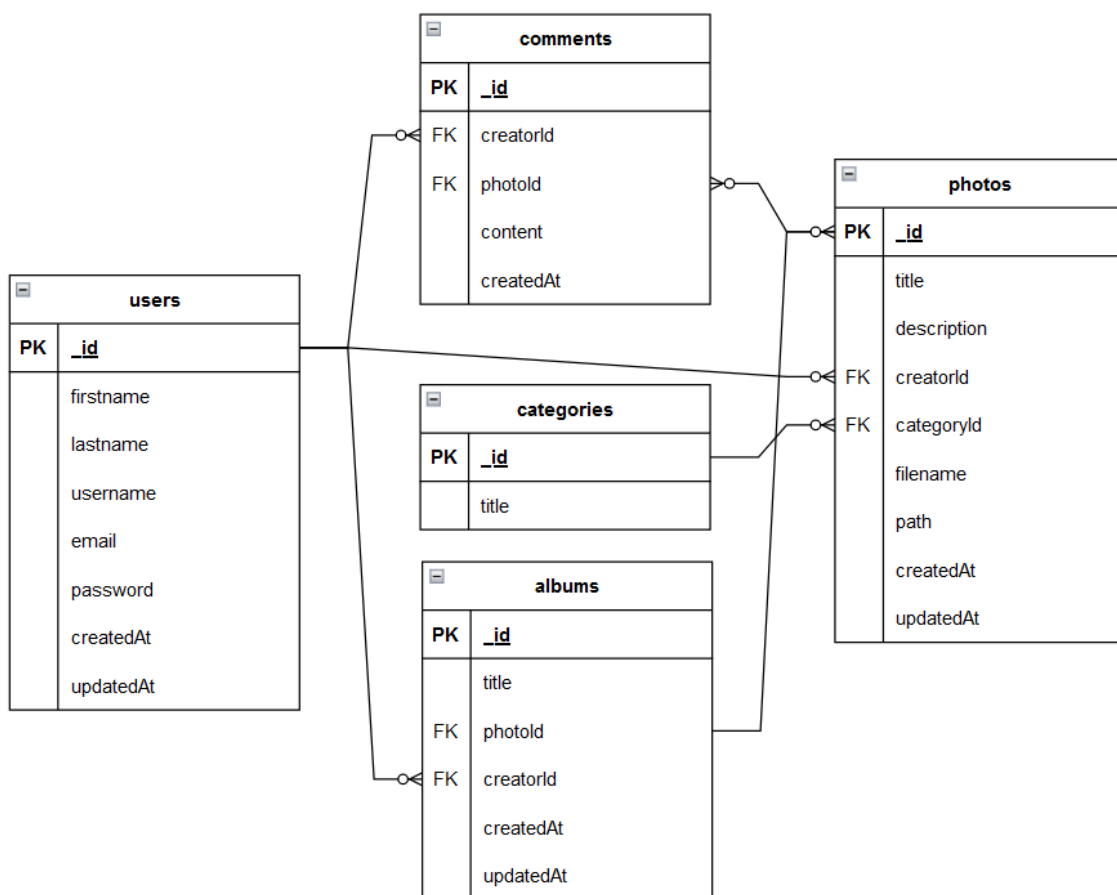 comments
PK _id
FK creatorId
FK photoId
content
createdAt
photos
PK _id
title
description
FK creatorId
FK categoryId
filename
path
createdAt
updatedAt
users
PK _id
firstname
lastname
username
email
password
createdAt
updatedAt
categories
PK _id
title
albums
PK _id
title
FK photoId
FK creatorId
createdAt
updatedAt